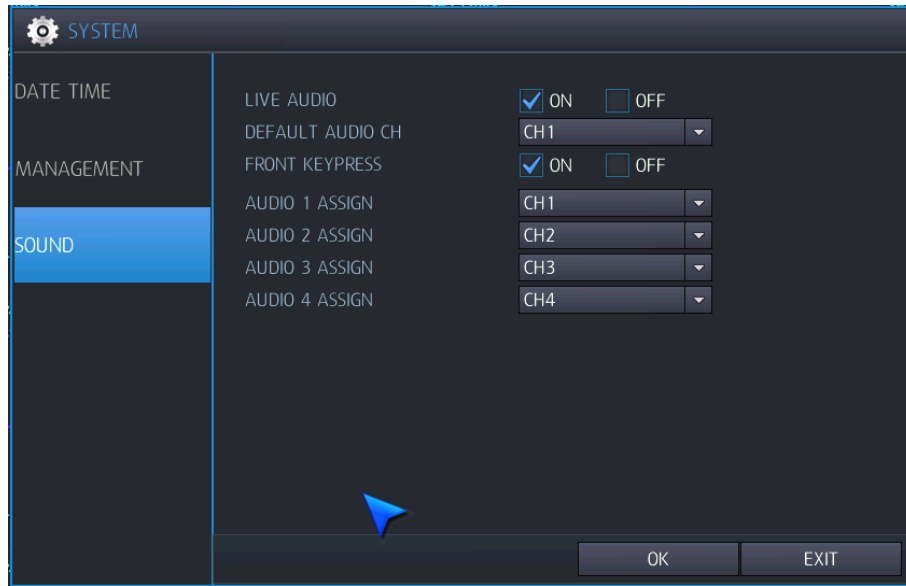 SYSTEM
DATE TIME
MANAGEMENT
SOUND
LIVE AUDIO ON OFF
DEFAULT AUDIO CH CH1
FRONT KEYPRESS ON OFF
AUDIO 1 ASSIGN CH1
AUDIO 2 ASSIGN CH2
AUDIO 3 ASSIGN CH3
AUDIO 4 ASSIGN CH4
OK EXIT